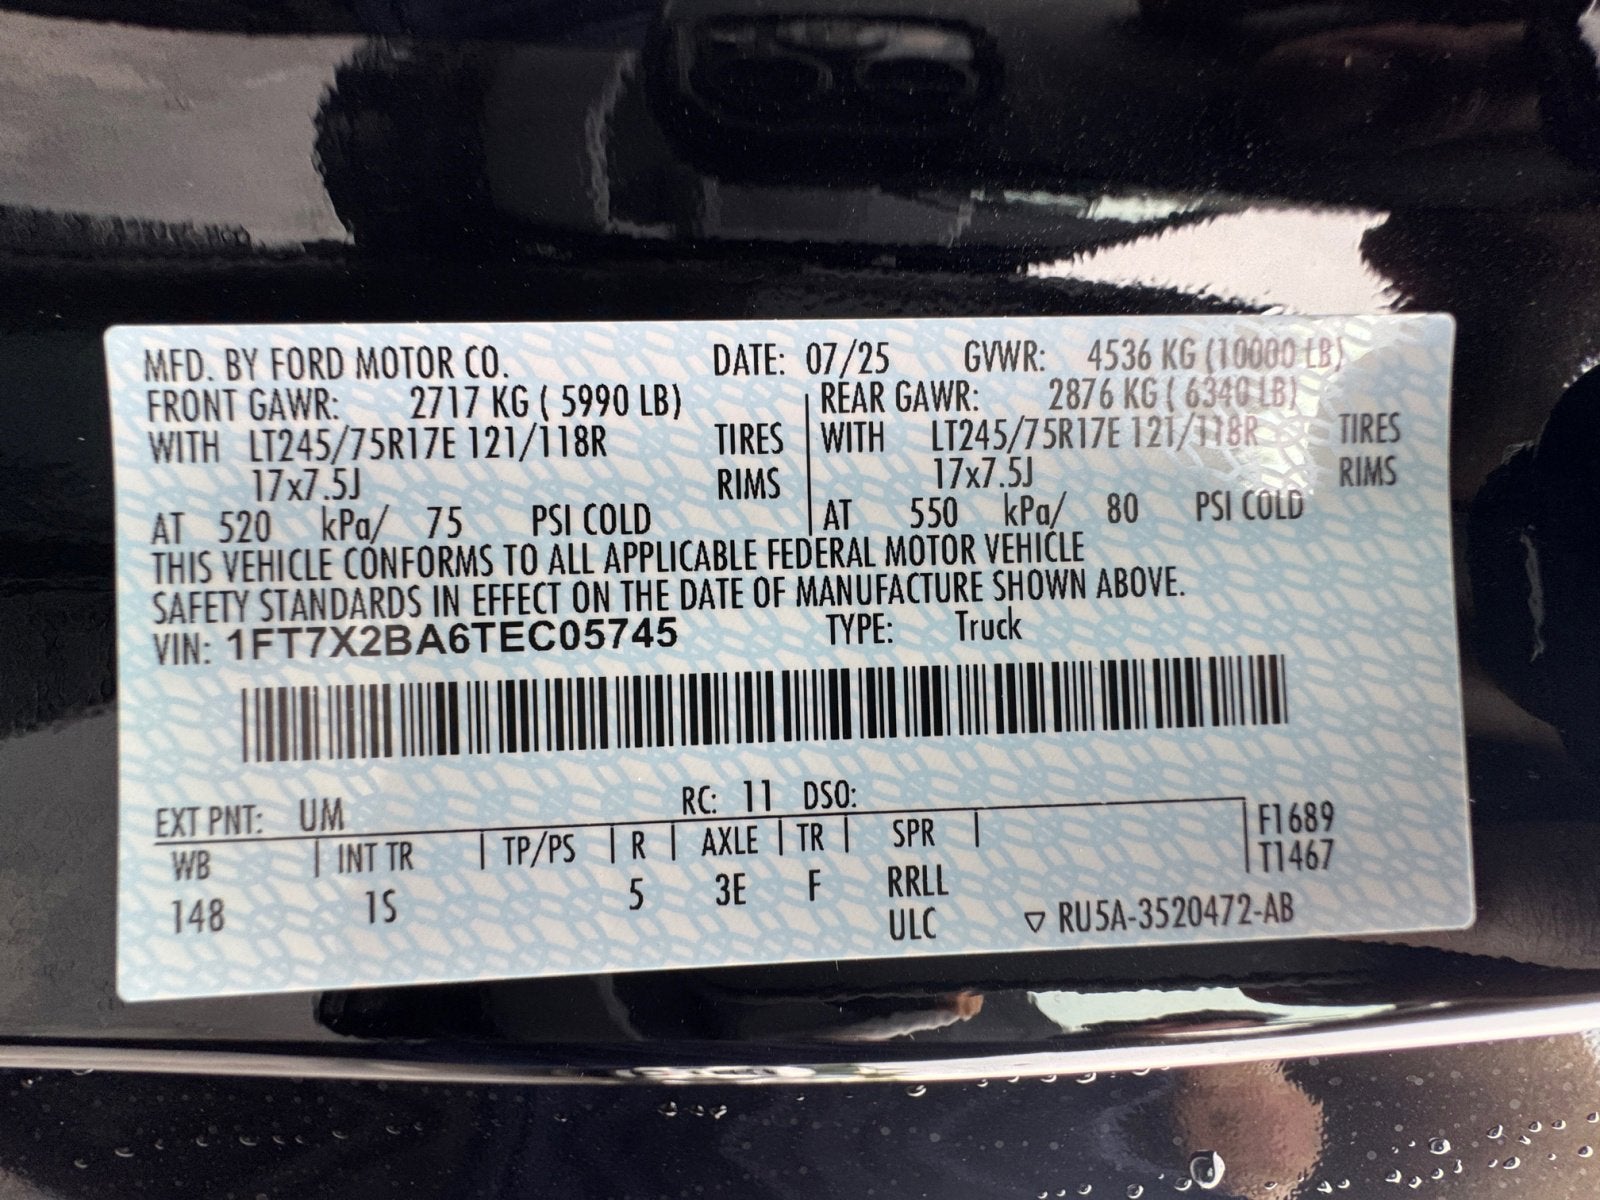 MFD. BY FORD MOTOR CO. DATE: 07/25 GVWR: 4536 KG (10000 LB)
FRONT GAWR: 2717 KG ( 5990 LB) REAR GAWR: 2876 KG ( 6340 LB)
WITH LT245/75R17E 121/118R TIRES WITH LT245/75R17E 121/118R TIRES
17x7.5J RIMS 17x7.5J RIMS
AT 520 kPa/ 75 PSI COLD AT 550 kPa/ 80 PSI COLD
THIS VEHICLE CONFORMS TO ALL APPLICABLE FEDERAL MOTOR VEHICLE
SAFETY STANDARDS IN EFFECT ON THE DATE OF MANUFACTURE SHOWN ABOVE.
VIN: 1FT7X2BA6TEC05745 TYPE: Truck
EXT PNT: UM RC: 11 DSO:
WB INT TR TP/PS R AXLE TR SPR F1689
T1467
148 1S 5 3E F RRLL
ULC RU5A-3520472-AB